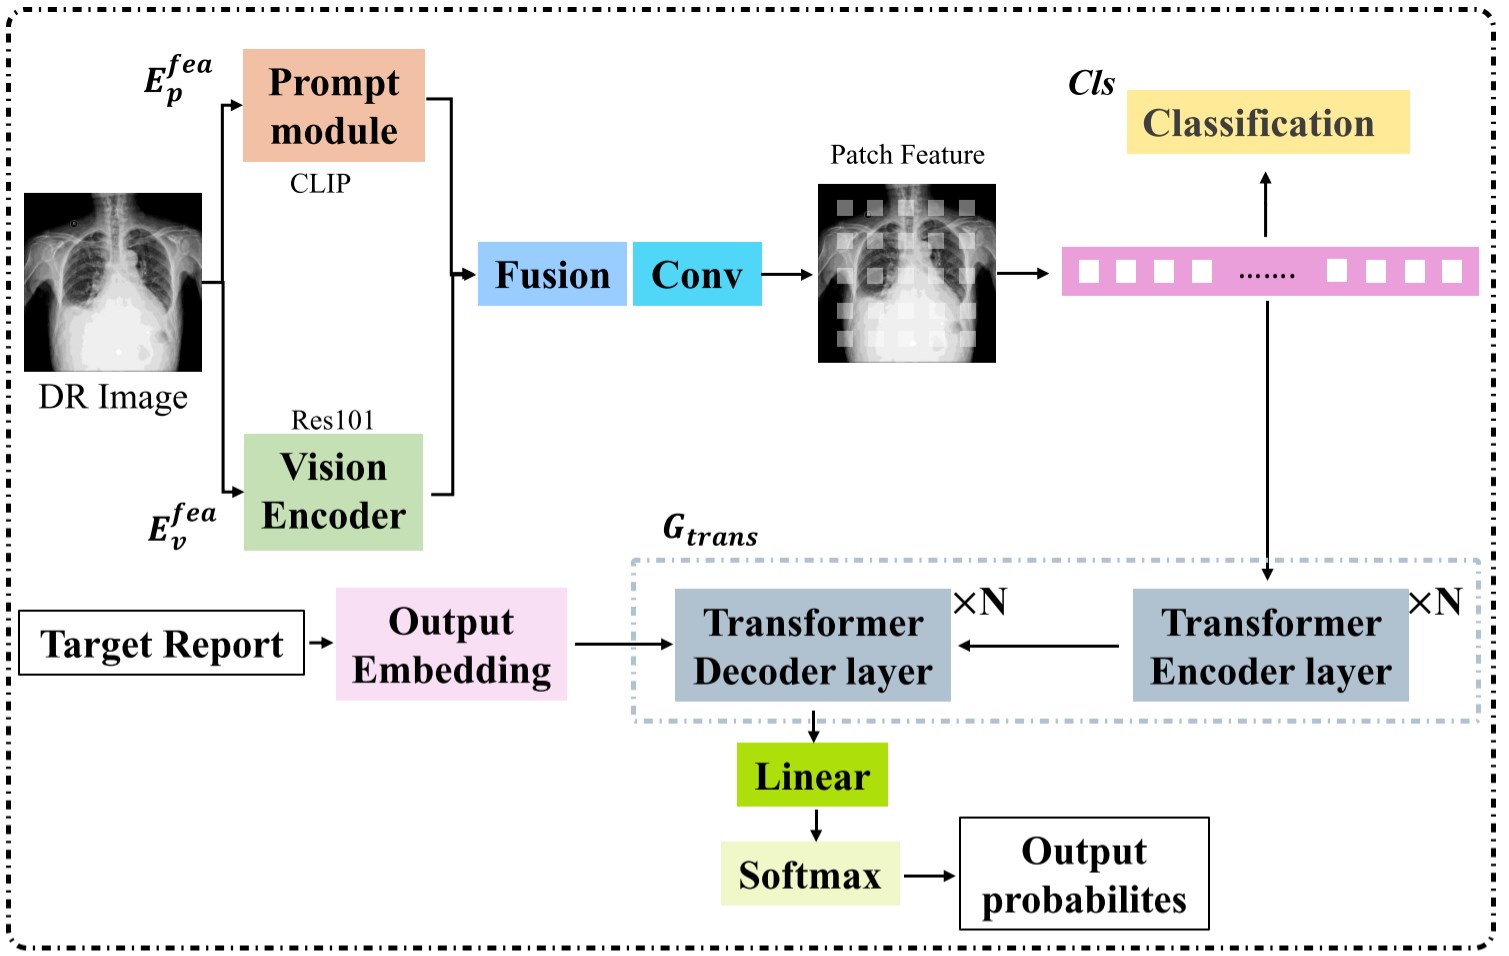 E_p^{fea}
Prompt
module
CLIP
DR Image
Res101
Vision
Encoder
E_v^{fea}
Fusion
Conv
Patch Feature
Cls
Classification
.......
G_{trans}
Target Report
Output
Embedding
Transformer
Decoder layer
×N
Transformer
Encoder layer
×N
Linear
Softmax
Output
probabilites